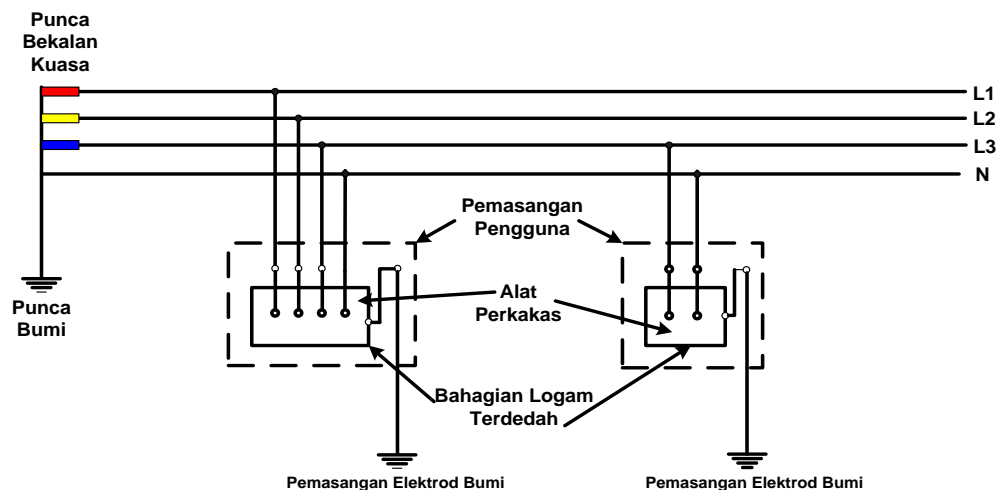 Punca
Bekalan
Kuasa
L1
L2
L3
N
Pemasangan
Pengguna
Punca
Bumi
Alat
Perkakas
Bahagian Logam
Terdedah
Pemasangan Elektrod Bumi
Pemasangan Elektrod Bumi